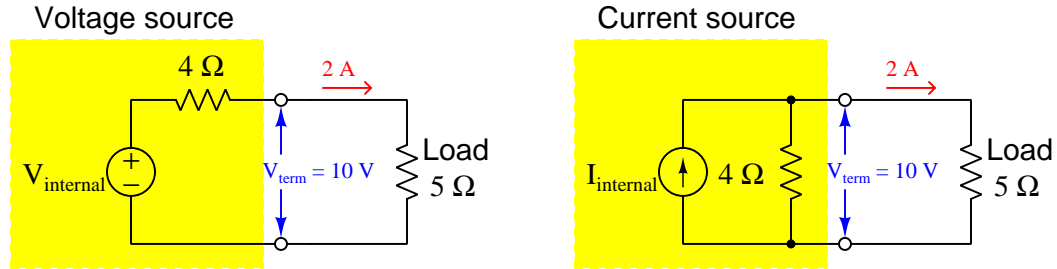 Voltage source
4 Ω
2 A
V_internal
+
−
V_term = 10 V
Load
5 Ω
Current source
2 A
I_internal
4 Ω
V_term = 10 V
Load
5 Ω